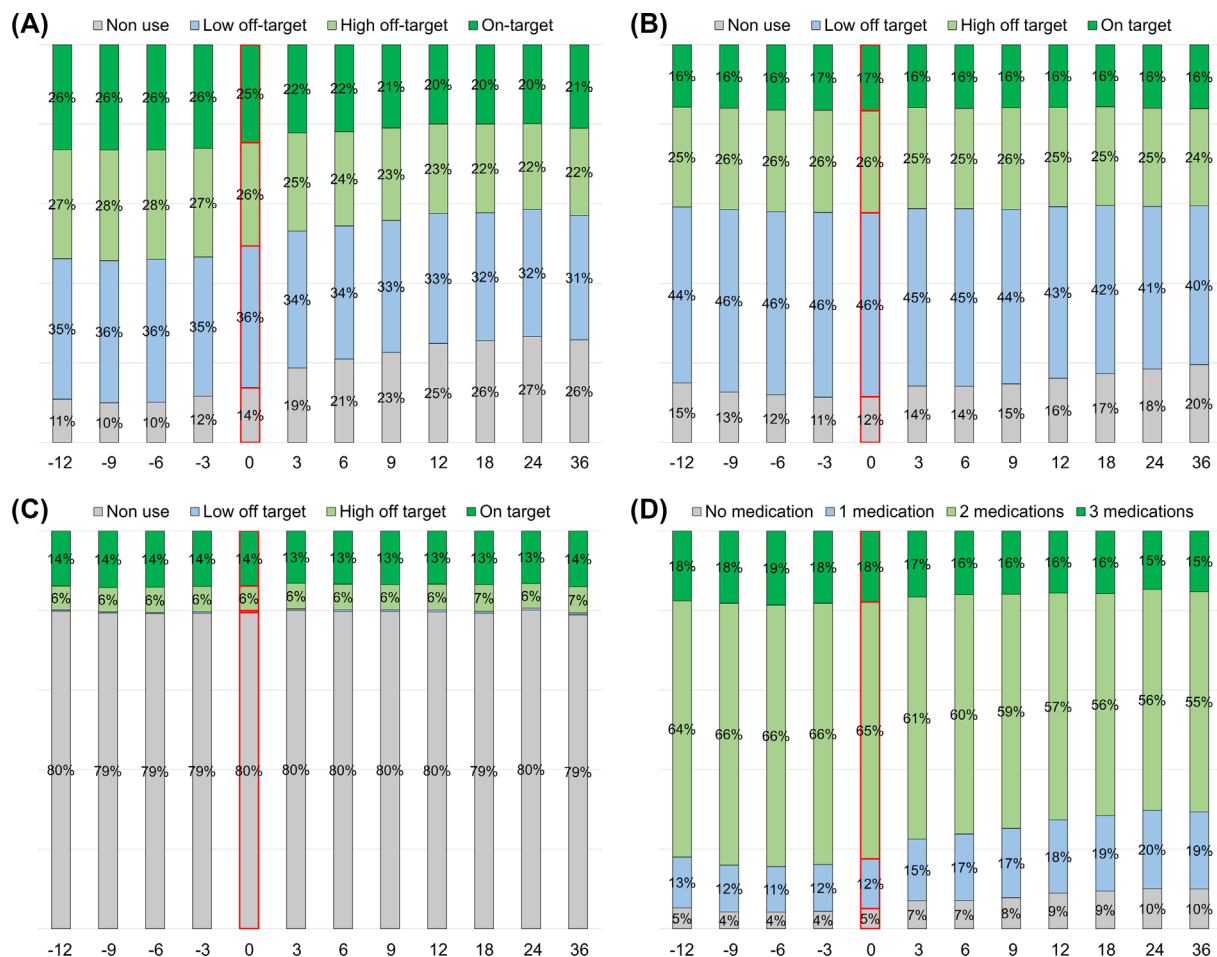 (A) Non use Low off-target High off-target On-target
26% 26% 26% 26% 25% 22% 22% 21% 20% 20% 20% 21%
27% 28% 28% 27% 26% 25% 24% 23% 23% 22% 22% 22%
35% 36% 36% 35% 36% 34% 34% 33% 33% 32% 32% 31%
11% 10% 10% 12% 14% 19% 21% 23% 25% 26% 27% 26%
-12 -9 -6 -3 0 3 6 9 12 18 24 36
(B) Non use Low off target High off target On target
16% 16% 16% 17% 17% 16% 16% 16% 16% 16% 16% 16%
25% 26% 26% 26% 26% 25% 25% 26% 25% 25% 25% 24%
44% 46% 46% 46% 46% 45% 45% 44% 43% 42% 41% 40%
15% 13% 12% 11% 12% 14% 14% 15% 16% 17% 18% 20%
-12 -9 -6 -3 0 3 6 9 12 18 24 36
(C) Non use Low off target High off target On target
14% 14% 14% 14% 14% 13% 13% 13% 13% 13% 13% 14%
6% 6% 6% 6% 6% 6% 6% 6% 6% 7% 6% 7%
80% 79% 79% 79% 80% 80% 80% 80% 80% 79% 80% 79%
-12 -9 -6 -3 0 3 6 9 12 18 24 36
(D) No medication 1 medication 2 medications 3 medications
18% 18% 19% 18% 18% 17% 16% 16% 16% 16% 15% 15%
64% 66% 66% 66% 65% 61% 60% 59% 57% 56% 56% 55%
13% 12% 11% 12% 12% 15% 17% 17% 18% 19% 20% 19%
5% 4% 4% 4% 5% 7% 7% 8% 9% 9% 10% 10%
-12 -9 -6 -3 0 3 6 9 12 18 24 36